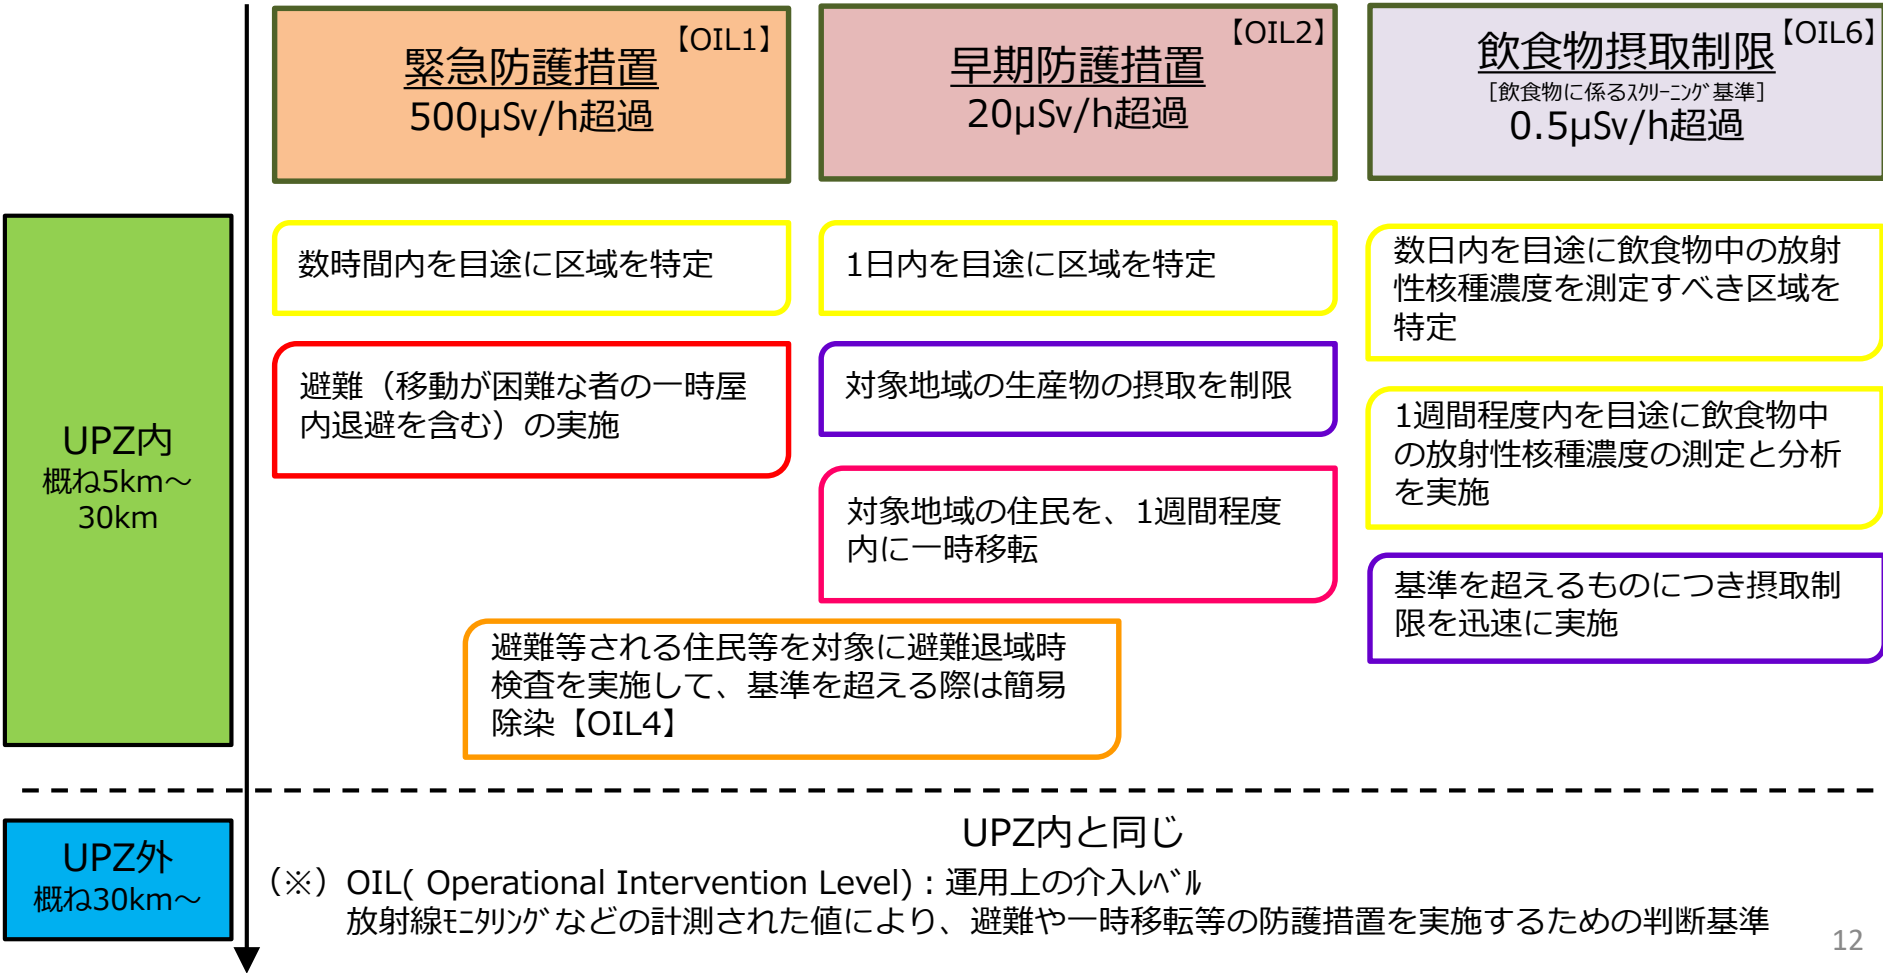 【OIL1】
緊急防護措置
500μSv/h超過
【OIL2】
早期防護措置
20μSv/h超過
【OIL6】
飲食物摂取制限
[飲食物に係るｽｸﾘｰﾆﾝｸﾞ基準]
0.5μSv/h超過
UPZ内
概ね5km～
30km
数時間内を目途に区域を特定
避難（移動が困難な者の一時屋
内退避を含む）の実施
1日内を目途に区域を特定
対象地域の生産物の摂取を制限
対象地域の住民を、1週間程度
内に一時移転
数日内を目途に飲食物中の放射
性核種濃度を測定すべき区域を
特定
1週間程度内を目途に飲食物中
の放射性核種濃度の測定と分析
を実施
基準を超えるものにつき摂取制
限を迅速に実施
避難等される住民等を対象に避難退域時
検査を実施して、基準を超える際は簡易
除染【OIL4】
UPZ外
概ね30km～
UPZ内と同じ
（※）OIL( Operational Intervention Level)：運用上の介入ﾚﾍﾞﾙ
放射線ﾓﾆﾀﾘﾝｸﾞなどの計測された値により、避難や一時移転等の防護措置を実施するための判断基準
12